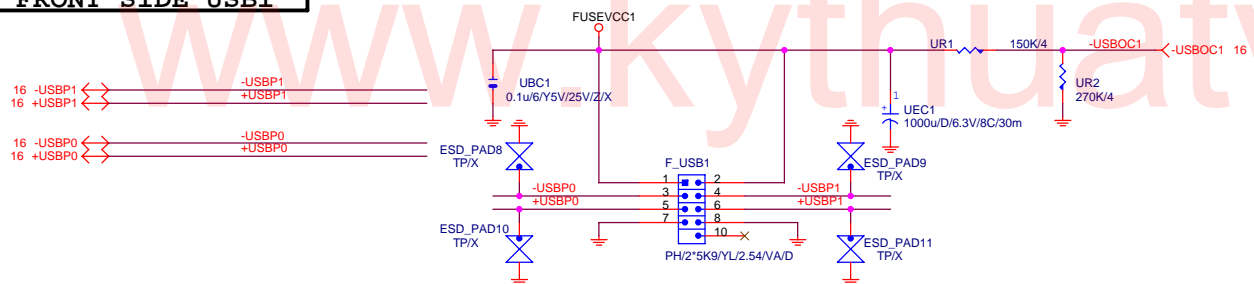 FRONT SIDE USB1
www.kythuatv
FUSEVCC1
UR1
150K/4
-USBOC1
-USBOC1 16
UBC1
0.1u/6/Y5V/25V/Z/X
UR2
270K/4
1
+
UEC1
1000u/D/6.3V/8C/30m
16 -USBP1
-USBP1
16 +USBP1
+USBP1
16 -USBP0
-USBP0
16 +USBP0
+USBP0
ESD_PAD8
TP/X
F_USB1
ESD_PAD9
TP/X
1
2
-USBP0
3
4
-USBP1
+USBP0
5
6
+USBP1
7
8
10
ESD_PAD10
TP/X
PH/2*5K9/YL/2.54/VA/D
ESD_PAD11
TP/X